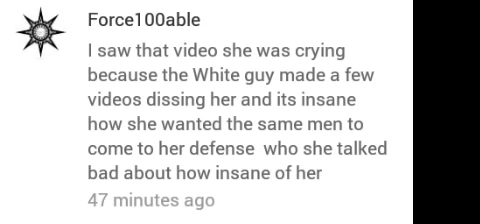 Force100able
I saw that video she was crying
because the White guy made a few
videos dissing her and its insane
how she wanted the same men to
come to her defense  who she talked
bad about how insane of her
47 minutes ago